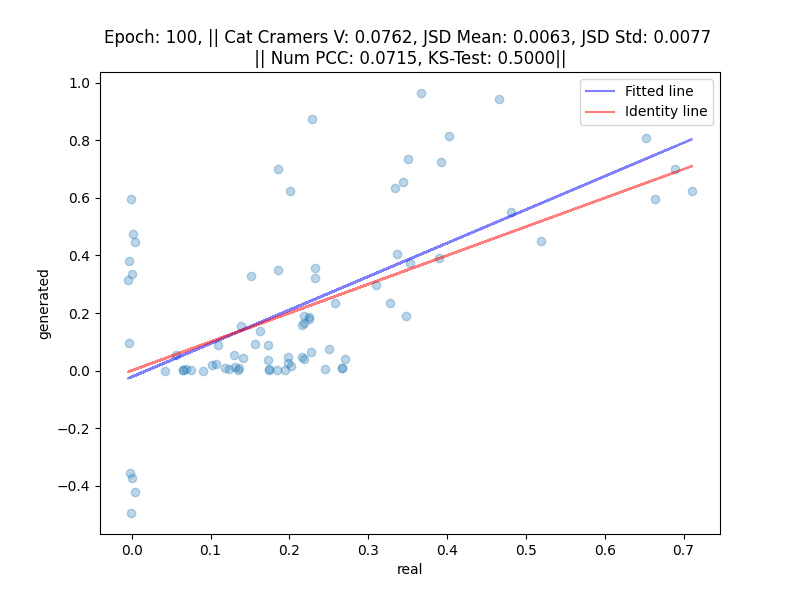 Epoch: 100, || Cat Cramers V: 0.0762, JSD Mean: 0.0063, JSD Std: 0.0077
|| Num PCC: 0.0715, KS-Test: 0.5000||
Fitted line
Identity line
1.0
0.8
0.6
0.4
0.2
0.0
−0.2
−0.4
generated
0.0 0.1 0.2 0.3 0.4 0.5 0.6 0.7
real